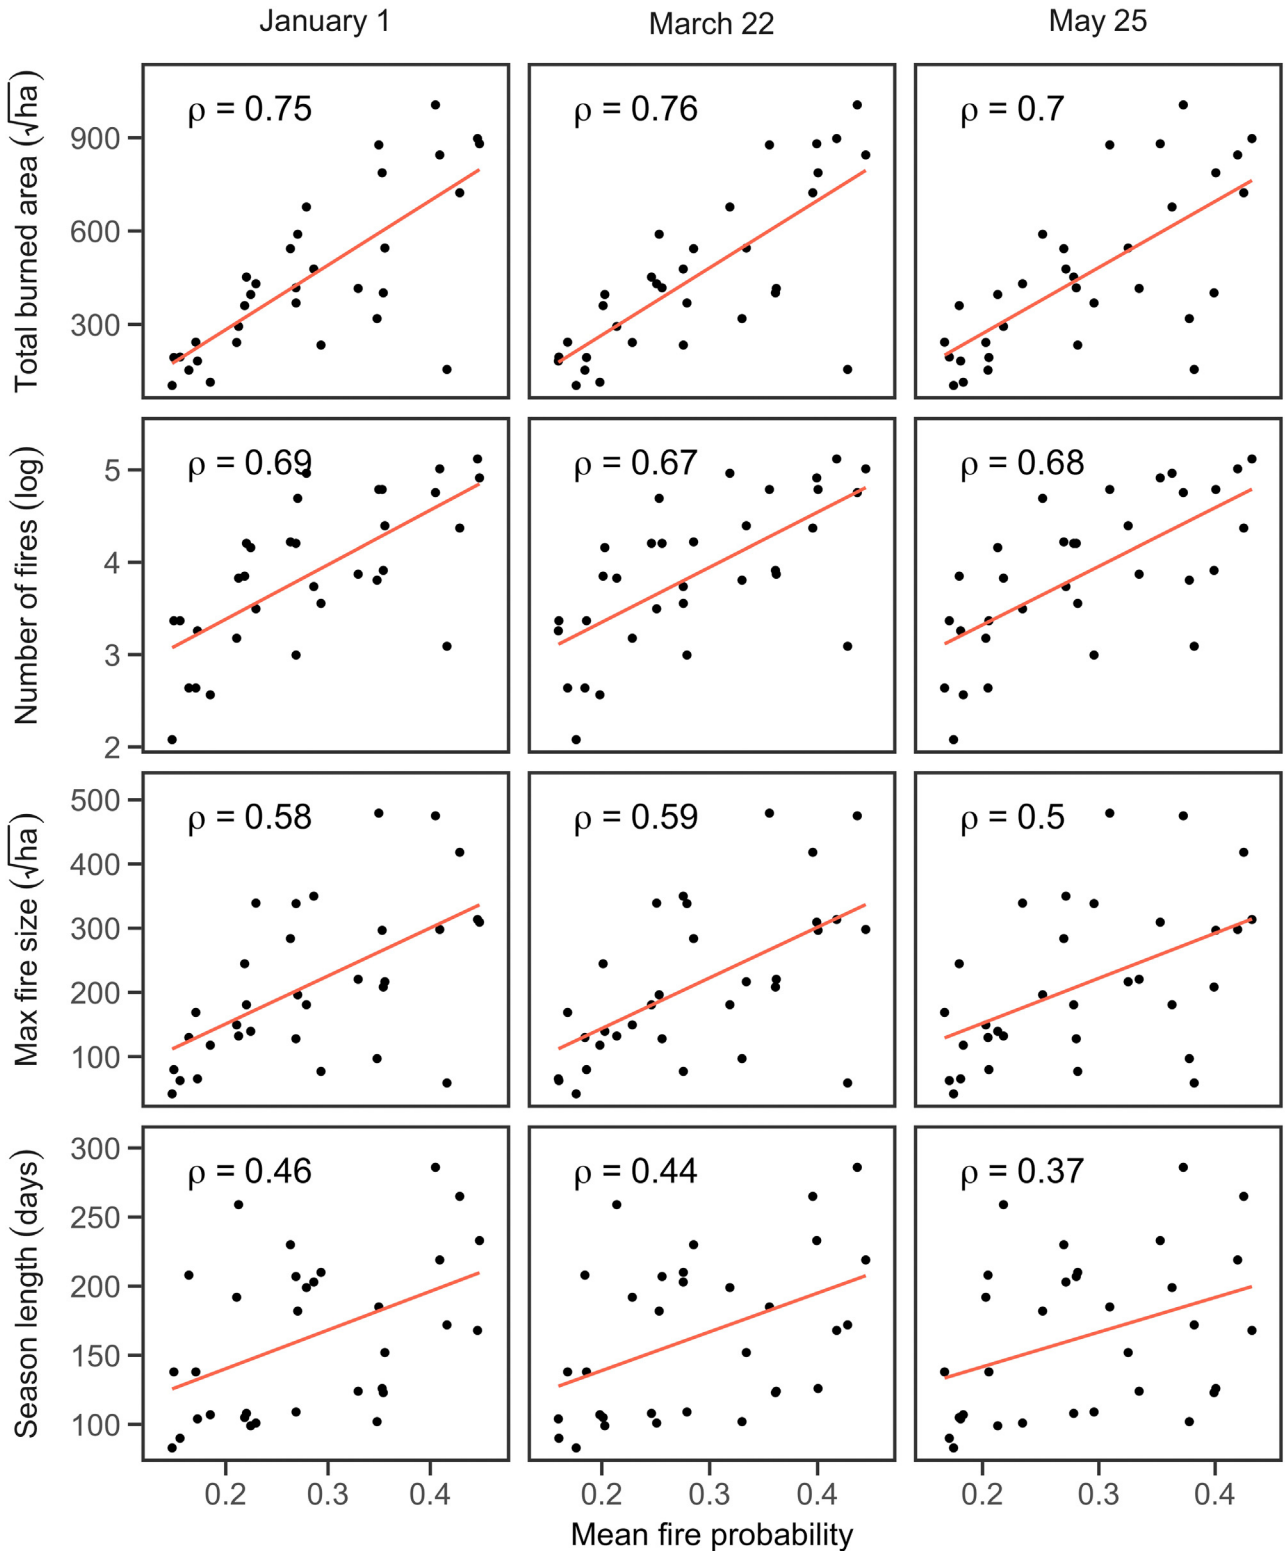 January 1
March 22
May 25
Total burned area (√ha)
900
600
300
ρ = 0.75
ρ = 0.76
ρ = 0.7
Number of fires (log)
5
4
3
2
ρ = 0.69
ρ = 0.67
ρ = 0.68
Max fire size (√ha)
500
400
300
200
100
ρ = 0.58
ρ = 0.59
ρ = 0.5
Season length (days)
300
250
200
150
100
ρ = 0.46
ρ = 0.44
ρ = 0.37
0.2 0.3 0.4
0.2 0.3 0.4
0.2 0.3 0.4
Mean fire probability